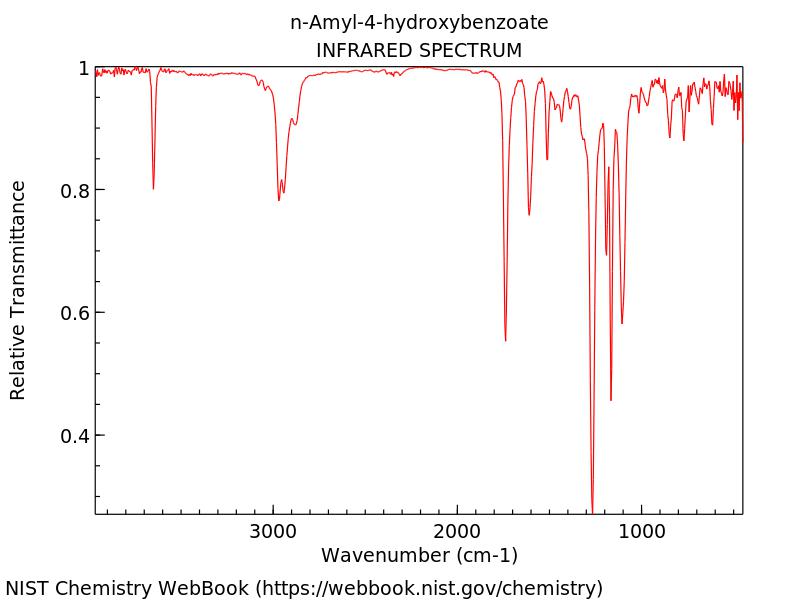 n-Amyl-4-hydroxybenzoate
INFRARED SPECTRUM
1
0.8
0.6
0.4
Relative Transmittance
3000 2000 1000
Wavenumber (cm-1)
NIST Chemistry WebBook (https://webbook.nist.gov/chemistry)